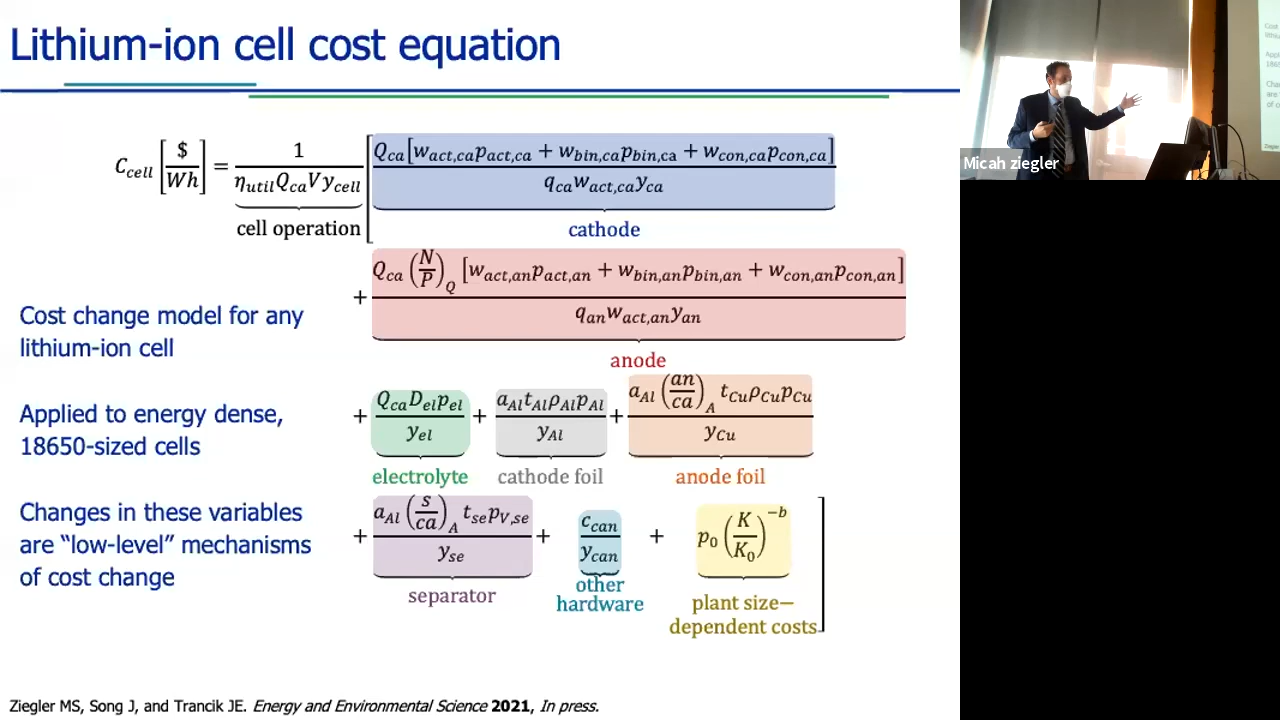 Lithium-ion cell cost equation
C_cell [$/Wh] = 1/(η_util Q_ca V y_cell) [ Q_ca[w_act,ca p_act,ca + w_bin,ca p_bin,ca + w_con,ca p_con,ca]/(q_ca w_act,ca y_ca)
cell operation
cathode
+ Q_ca (N/P)_Q [w_act,an p_act,an + w_bin,an p_bin,an + w_con,an p_con,an]/(q_an w_act,an y_an)
anode
Cost change model for any
lithium-ion cell
+ Q_ca D_el p_el/y_el + a_Al t_Al ρ_Al p_Al/y_Al + a_Al (an/ca)_A t_Cu ρ_Cu p_Cu/y_Cu
electrolyte
cathode foil
anode foil
Applied to energy dense,
18650-sized cells
+ a_Al (s/ca)_A t_se p_V,se/y_se + c_can/y_can + p_0 (K/K_0)^−b ]
separator
other
hardware
plant size−
dependent costs
Changes in these variables
are “low-level” mechanisms
of cost change
Ziegler MS, Song J, and Trancik JE. Energy and Environmental Science 2021, In press.
Micah ziegler